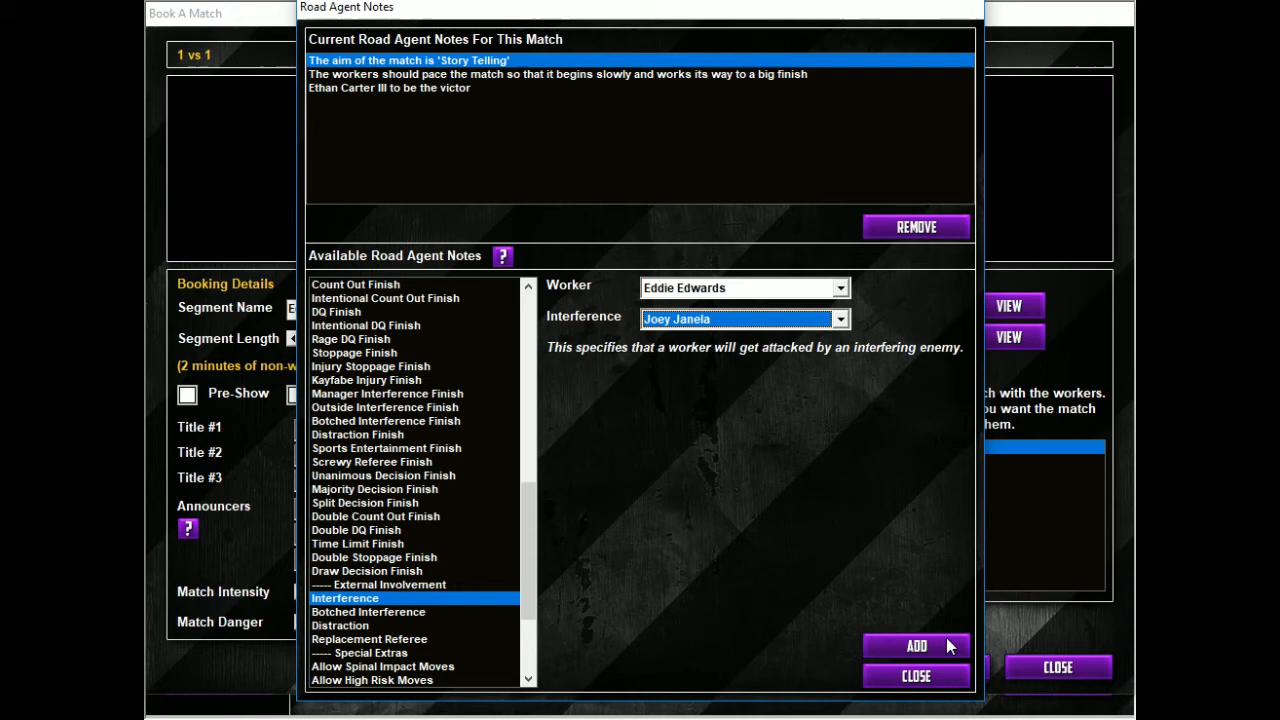 Book A Match
Road Agent Notes
1 vs 1
Current Road Agent Notes For This Match
The aim of the match is 'Story Telling'
The workers should pace the match so that it begins slowly and works its way to a big finish
Ethan Carter III to be the victor
REMOVE
Available Road Agent Notes ?
Count Out Finish
Intentional Count Out Finish
DQ Finish
Intentional DQ Finish
Rage DQ Finish
Stoppage Finish
Injury Stoppage Finish
Kayfabe Injury Finish
Manager Interference Finish
Outside Interference Finish
Botched Interference Finish
Distraction Finish
Sports Entertainment Finish
Screwy Referee Finish
Unanimous Decision Finish
Majority Decision Finish
Split Decision Finish
Double Count Out Finish
Double DQ Finish
Time Limit Finish
Double Stoppage Finish
Draw Decision Finish
----- External Involvement
Interference
Botched Interference
Distraction
Replacement Referee
----- Special Extras
Allow Spinal Impact Moves
Allow High Risk Moves
Worker Eddie Edwards
Interference Joey Janela
This specifies that a worker will get attacked by an interfering enemy.
ADD
CLOSE
Booking Details
Segment Name E
Segment Length
(2 minutes of non-w
Pre-Show
Title #1
Title #2
Title #3
Announcers
?
Match Intensity
Match Danger
VIEW
VIEW
ch with the workers.
ou want the match
hem.
CLOSE